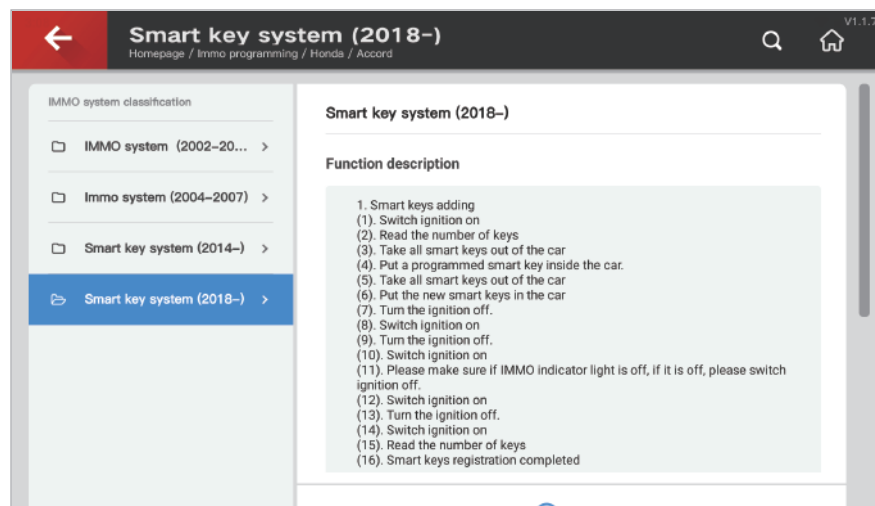 Smart key system (2018-)
V1.1.7
Homepage / Immo programming / Honda / Accord
IMMO system classification
IMMO system (2002-20...
Immo system (2004-2007)
Smart key system (2014-)
Smart key system (2018-)
Smart key system (2018-)
Function description
1. Smart keys adding
(1). Switch ignition on
(2). Read the number of keys
(3). Take all smart keys out of the car
(4). Put a programmed smart key inside the car.
(5). Take all smart keys out of the car
(6). Put the new smart keys in the car
(7). Turn the ignition off.
(8). Switch ignition on
(9). Turn the ignition off.
(10). Switch ignition on
(11). Please make sure if IMMO indicator light is off, if it is off, please switch
ignition off.
(12). Switch ignition on
(13). Turn the ignition off.
(14). Switch ignition on
(15). Read the number of keys
(16). Smart keys registration completed